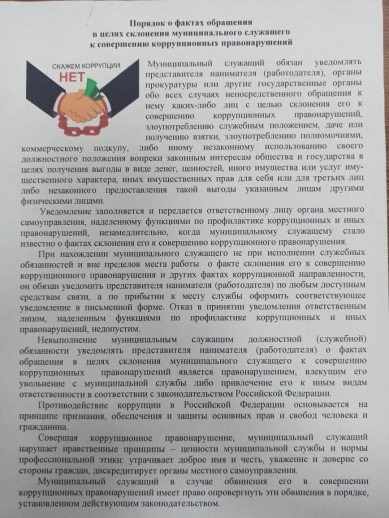 Порядок о фактах обращения
в целях склонения муниципального служащего
к совершению коррупционных правонарушений
СКАЖЕМ КОРРУПЦИИ
НЕТ
Муниципальный служащий обязан уведомлять
представителя нанимателя (работодателя), органы
прокуратуры или другие государственные органы
обо всех случаях непосредственного обращения к
нему каких-либо лиц с целью склонения его к
совершению коррупционных правонарушений,
злоупотреблению служебным положением, даче или
получению взятки, злоупотреблению полномочиями,
коммерческому подкупу, либо иному незаконному использованию своего
должностного положения вопреки законным интересам общества и государства в
целях получения выгоды в виде денег, ценностей, иного имущества или услуг иму-
щественного характера, иных имущественных прав для себя или для третьих лиц
либо незаконного предоставления такой выгоды указанным лицам другими
физическими лицами.
Уведомление заполняется и передается ответственному лицу органа местного
самоуправления, наделенному функциями по профилактике коррупционных и иных
правонарушений, незамедлительно, когда муниципальному служащему стало
известно о фактах склонения его к совершению коррупционного правонарушения.
При нахождении муниципального служащего не при исполнении служебных
обязанностей и вне пределов места работы о факте склонения его к совершению
коррупционного правонарушения и других фактах коррупционной направленности,
он обязан уведомить представителя нанимателя (работодателя) по любым доступным
средствам связи, а по прибытии к месту службы оформить соответствующее
уведомление в письменной форме. Отказ в принятии уведомления ответственным
лицом, наделенным функциями по профилактике коррупционных и иных
правонарушений, недопустим.
Невыполнение муниципальным служащим должностной (служебной)
обязанности уведомлять представителя нанимателя (работодателя) о фактах
обращения в целях склонения муниципального служащего к совершению
коррупционных правонарушений является правонарушением, влекущим его
увольнение с муниципальной службы либо привлечение его к иным видам
ответственности в соответствии с законодательством Российской Федерации.
Противодействие коррупции в Российской Федерации основывается на
принципе признания, обеспечения и защиты основных прав и свобод человека и
гражданина.
Совершая коррупционное правонарушение, муниципальный служащий
нарушает нравственные принципы – ценности муниципальной службы и нормы
профессиональной этики: утрачивает доброе имя и честь, уважение и доверие со
стороны граждан, дискредитирует органы местного самоуправления.
Муниципальный служащий в случае обвинения его в совершении
коррупционных правонарушений имеет право опровергнуть эти обвинения в порядке,
установленном действующим законодательством.